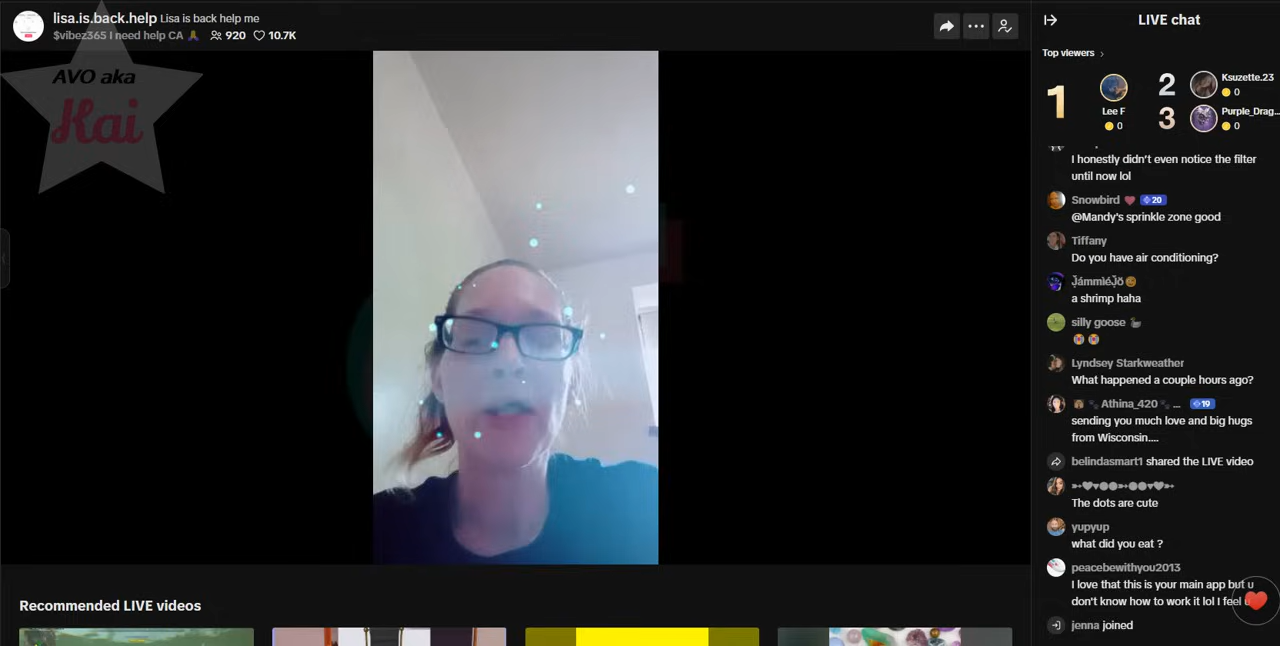 lisa.is.back.help Lisa is back help me
$vibez365 I need help CA 920 10.7K
AVO aka
Kai
LIVE chat
Top viewers
1
Lee F
0
2
Ksuzette.23
0
3
Purple_Drag...
0
I honestly didn't even notice the filter
until now lol
Snowbird 20
@Mandy's sprinkle zone good
Tiffany
Do you have air conditioning?
JámmiéJö
a shrimp haha
silly goose
Lyndsey Starkweather
What happened a couple hours ago?
Athina_420 ... 19
sending you much love and big hugs
from Wisconsin....
belindasmart1 shared the LIVE video
The dots are cute
yupyup
what did you eat ?
peacebewithyou2013
I love that this is your main app but u
don't know how to work it lol I feel
jenna joined
Recommended LIVE videos